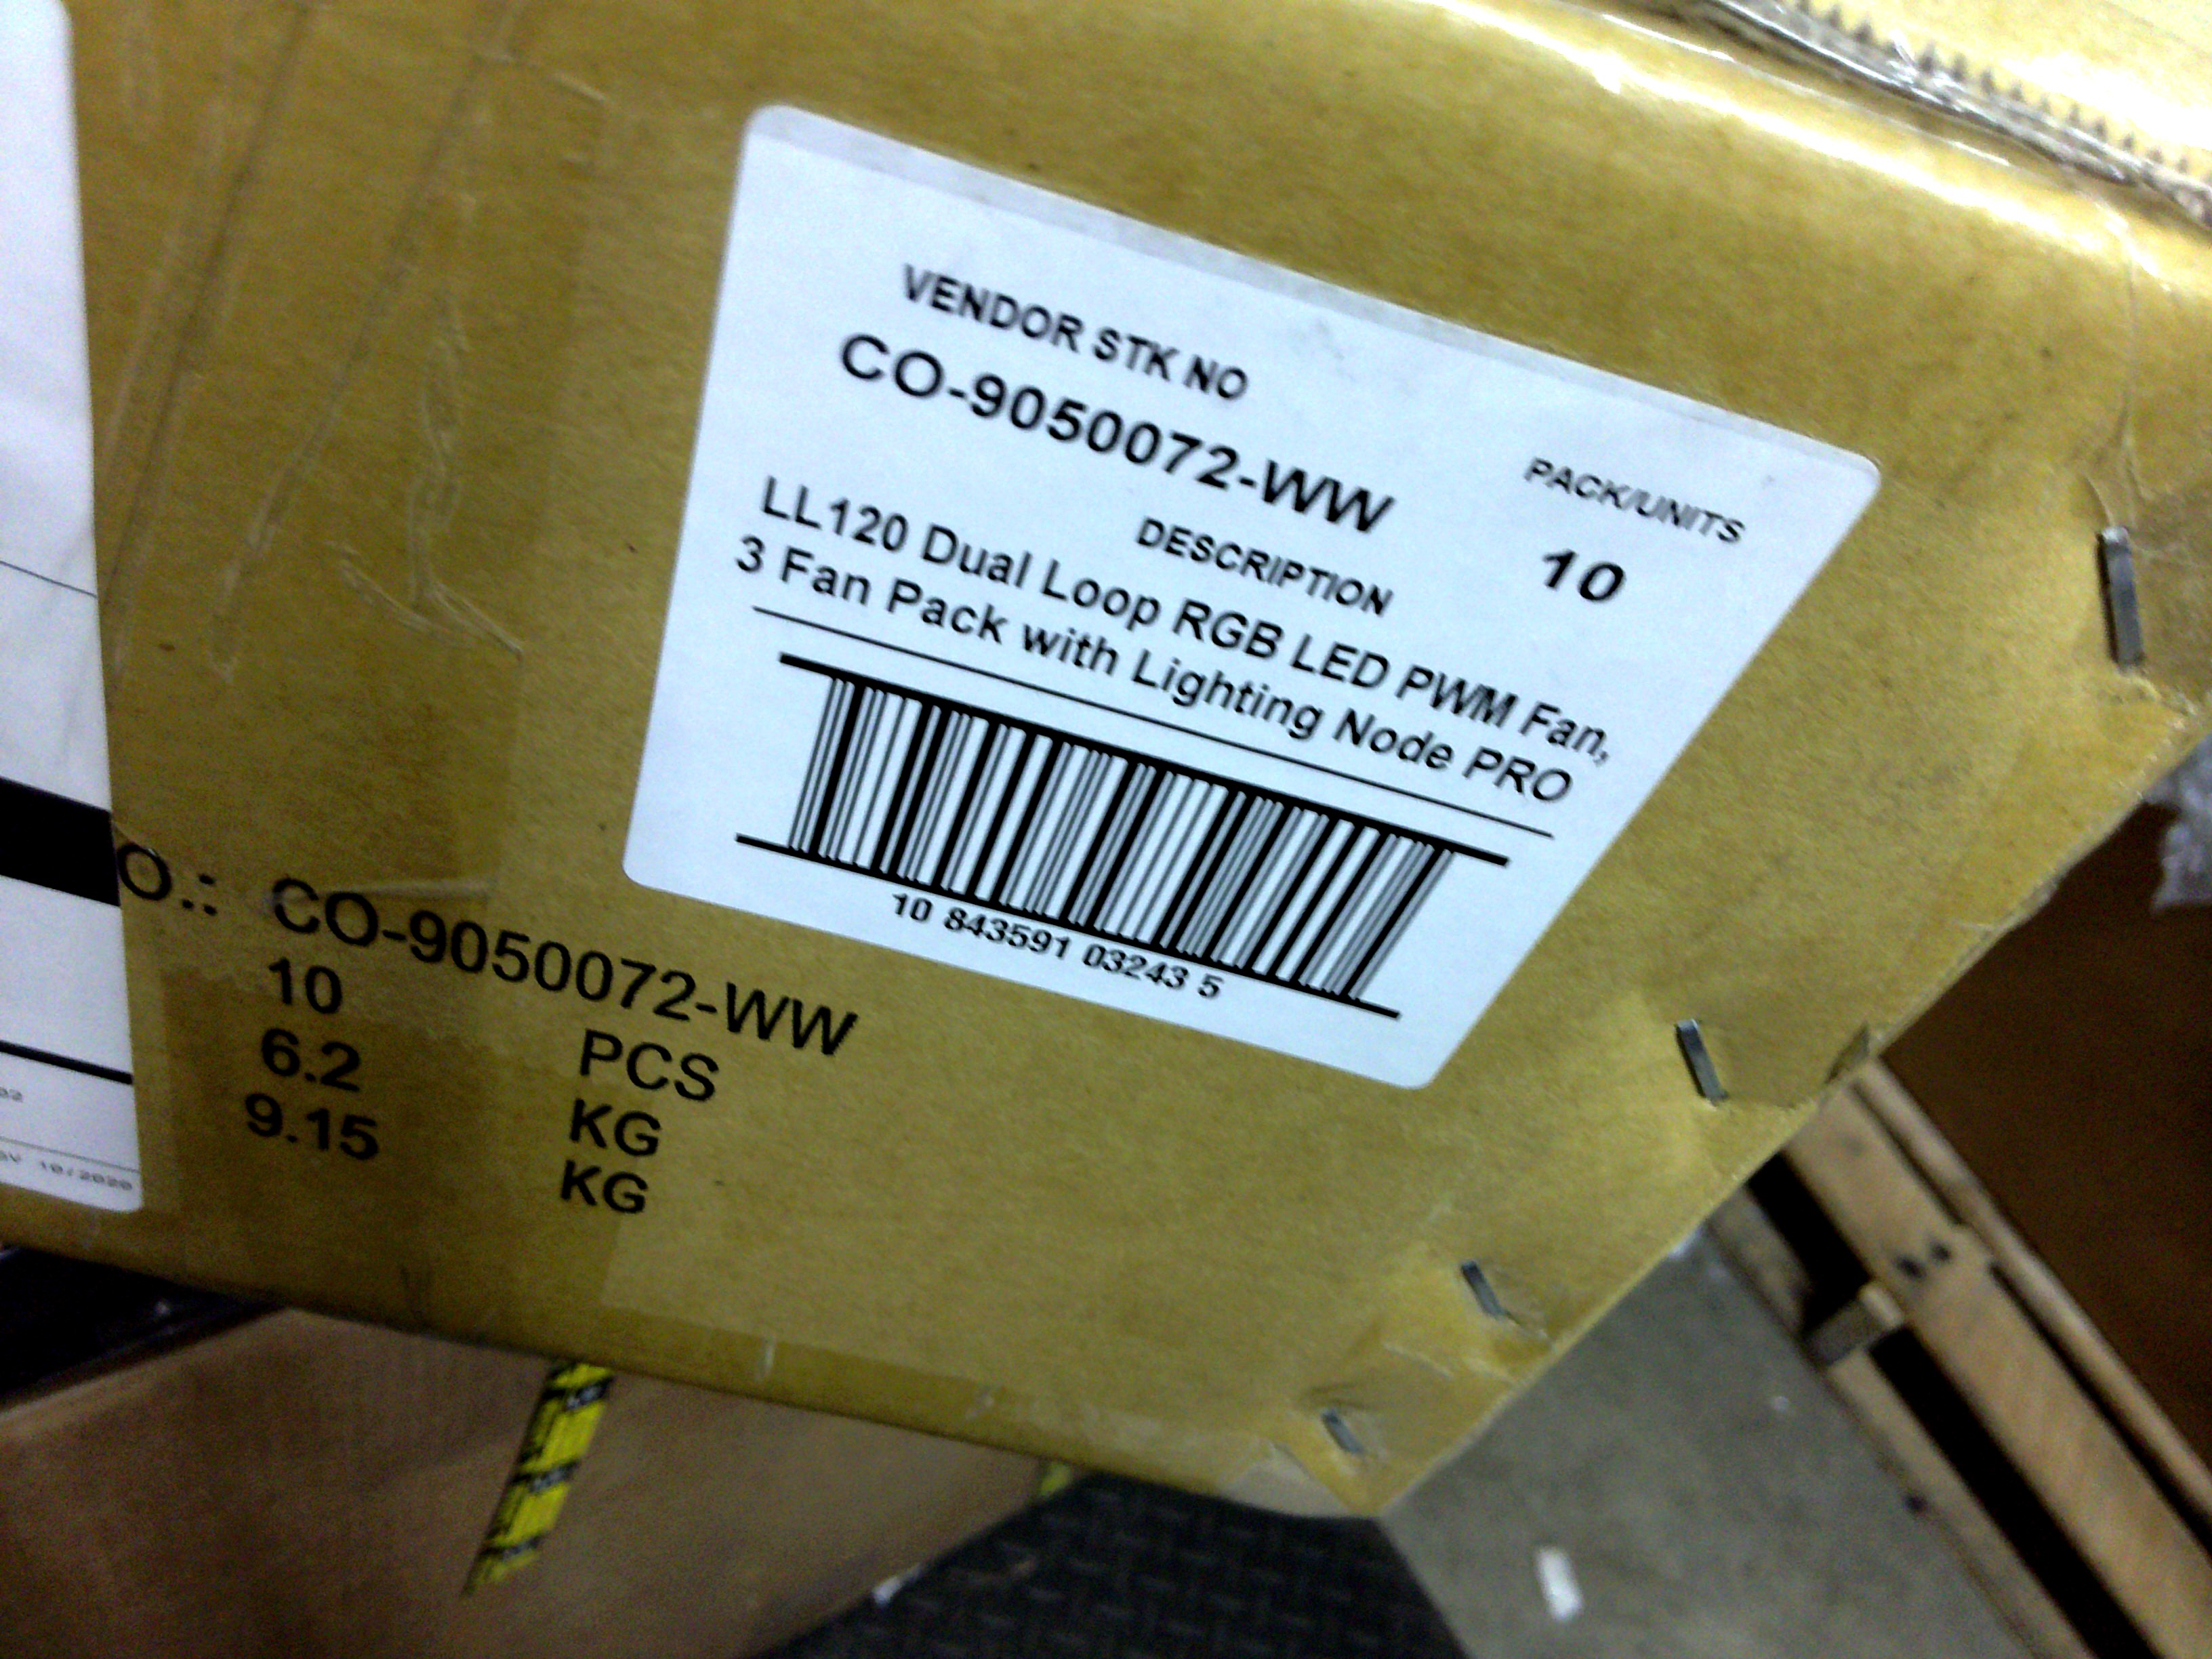 VENDOR STK NO
CO-9050072-WW
PACK/UNITS
10
DESCRIPTION
LL120 Dual Loop RGB LED PWM Fan,
3 Fan Pack with Lighting Node PRO
10 843591 03243 5
O.: CO-9050072-WW
10 PCS
6.2 KG
9.15 KG
10/2020